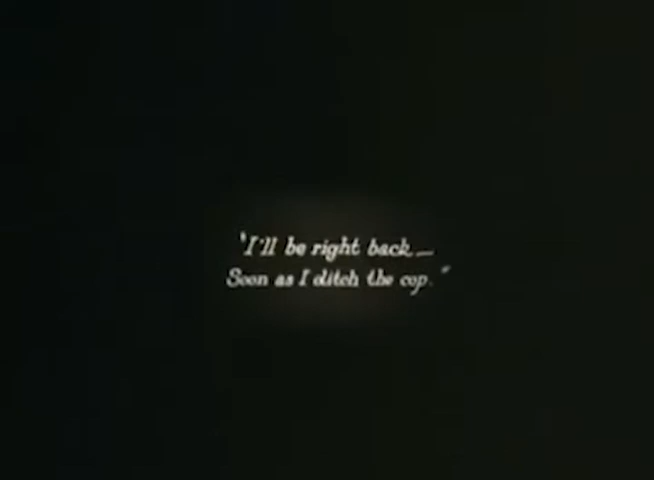 "I'll be right back —
Soon as I ditch the cop."